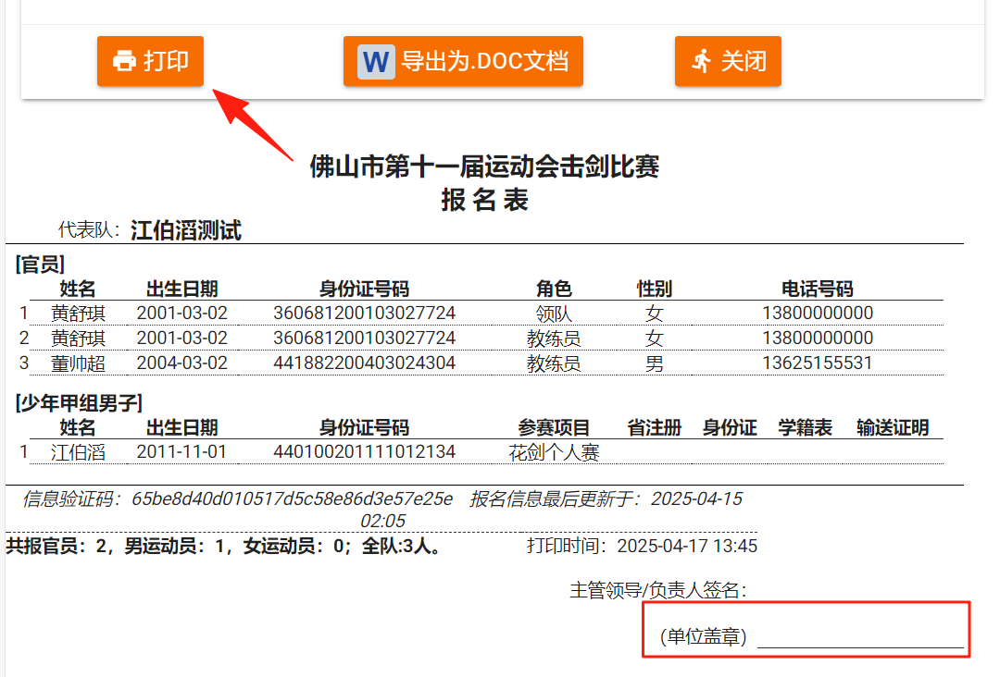 打印 W 导出为.DOC文档 关闭
佛山市第十一届运动会击剑比赛
报 名 表
代表队： 江伯滔测试
[官员]
姓名 出生日期 身份证号码 角色 性别 电话号码
1 黄舒琪 2001-03-02 360681200103027724 领队 女 13800000000
2 黄舒琪 2001-03-02 360681200103027724 教练员 女 13800000000
3 董帅超 2004-03-02 441882200403024304 教练员 男 13625155531
[少年甲组男子]
姓名 出生日期 身份证号码 参赛项目 省注册 身份证 学籍表 输送证明
1 江伯滔 2011-11-01 440100201111012134 花剑个人赛
信息验证码：65be8d40d010517d5c58e86d3e57e25e 报名信息最后更新于：2025-04-15
02:05
共报官员：2，男运动员：1，女运动员：0；全队:3人。 打印时间：2025-04-17 13:45
主管领导/负责人签名：
（单位盖章）